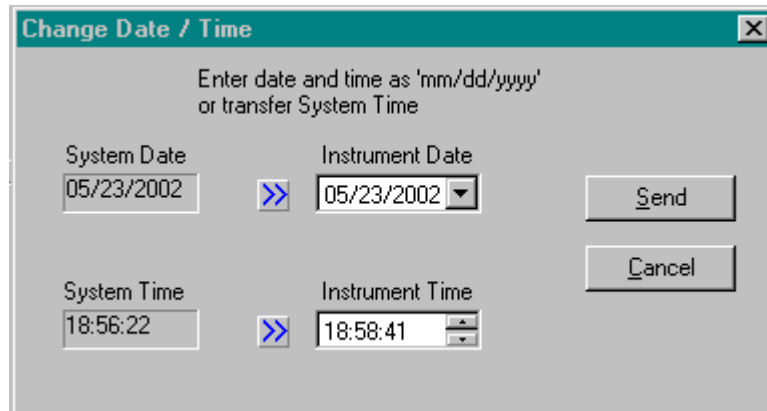 Change Date / Time
Enter date and time as 'mm/dd/yyyy'
or transfer System Time
System Date
Instrument Date
05/23/2002
>>
05/23/2002
Send
Cancel
System Time
Instrument Time
18:56:22
>>
18:58:41